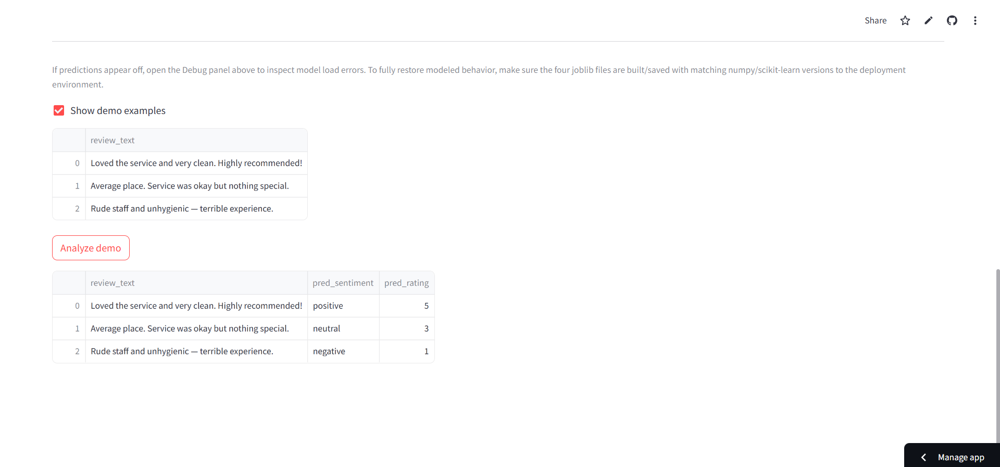 Share
If predictions appear off, open the Debug panel above to inspect model load errors. To fully restore modeled behavior, make sure the four joblib files are built/saved with matching numpy/scikit-learn versions to the deployment
environment.
Show demo examples
review_text
0 Loved the service and very clean. Highly recommended!
1 Average place. Service was okay but nothing special.
2 Rude staff and unhygienic — terrible experience.
Analyze demo
review_text pred_sentiment pred_rating
0 Loved the service and very clean. Highly recommended! positive 5
1 Average place. Service was okay but nothing special. neutral 3
2 Rude staff and unhygienic — terrible experience. negative 1
Manage app